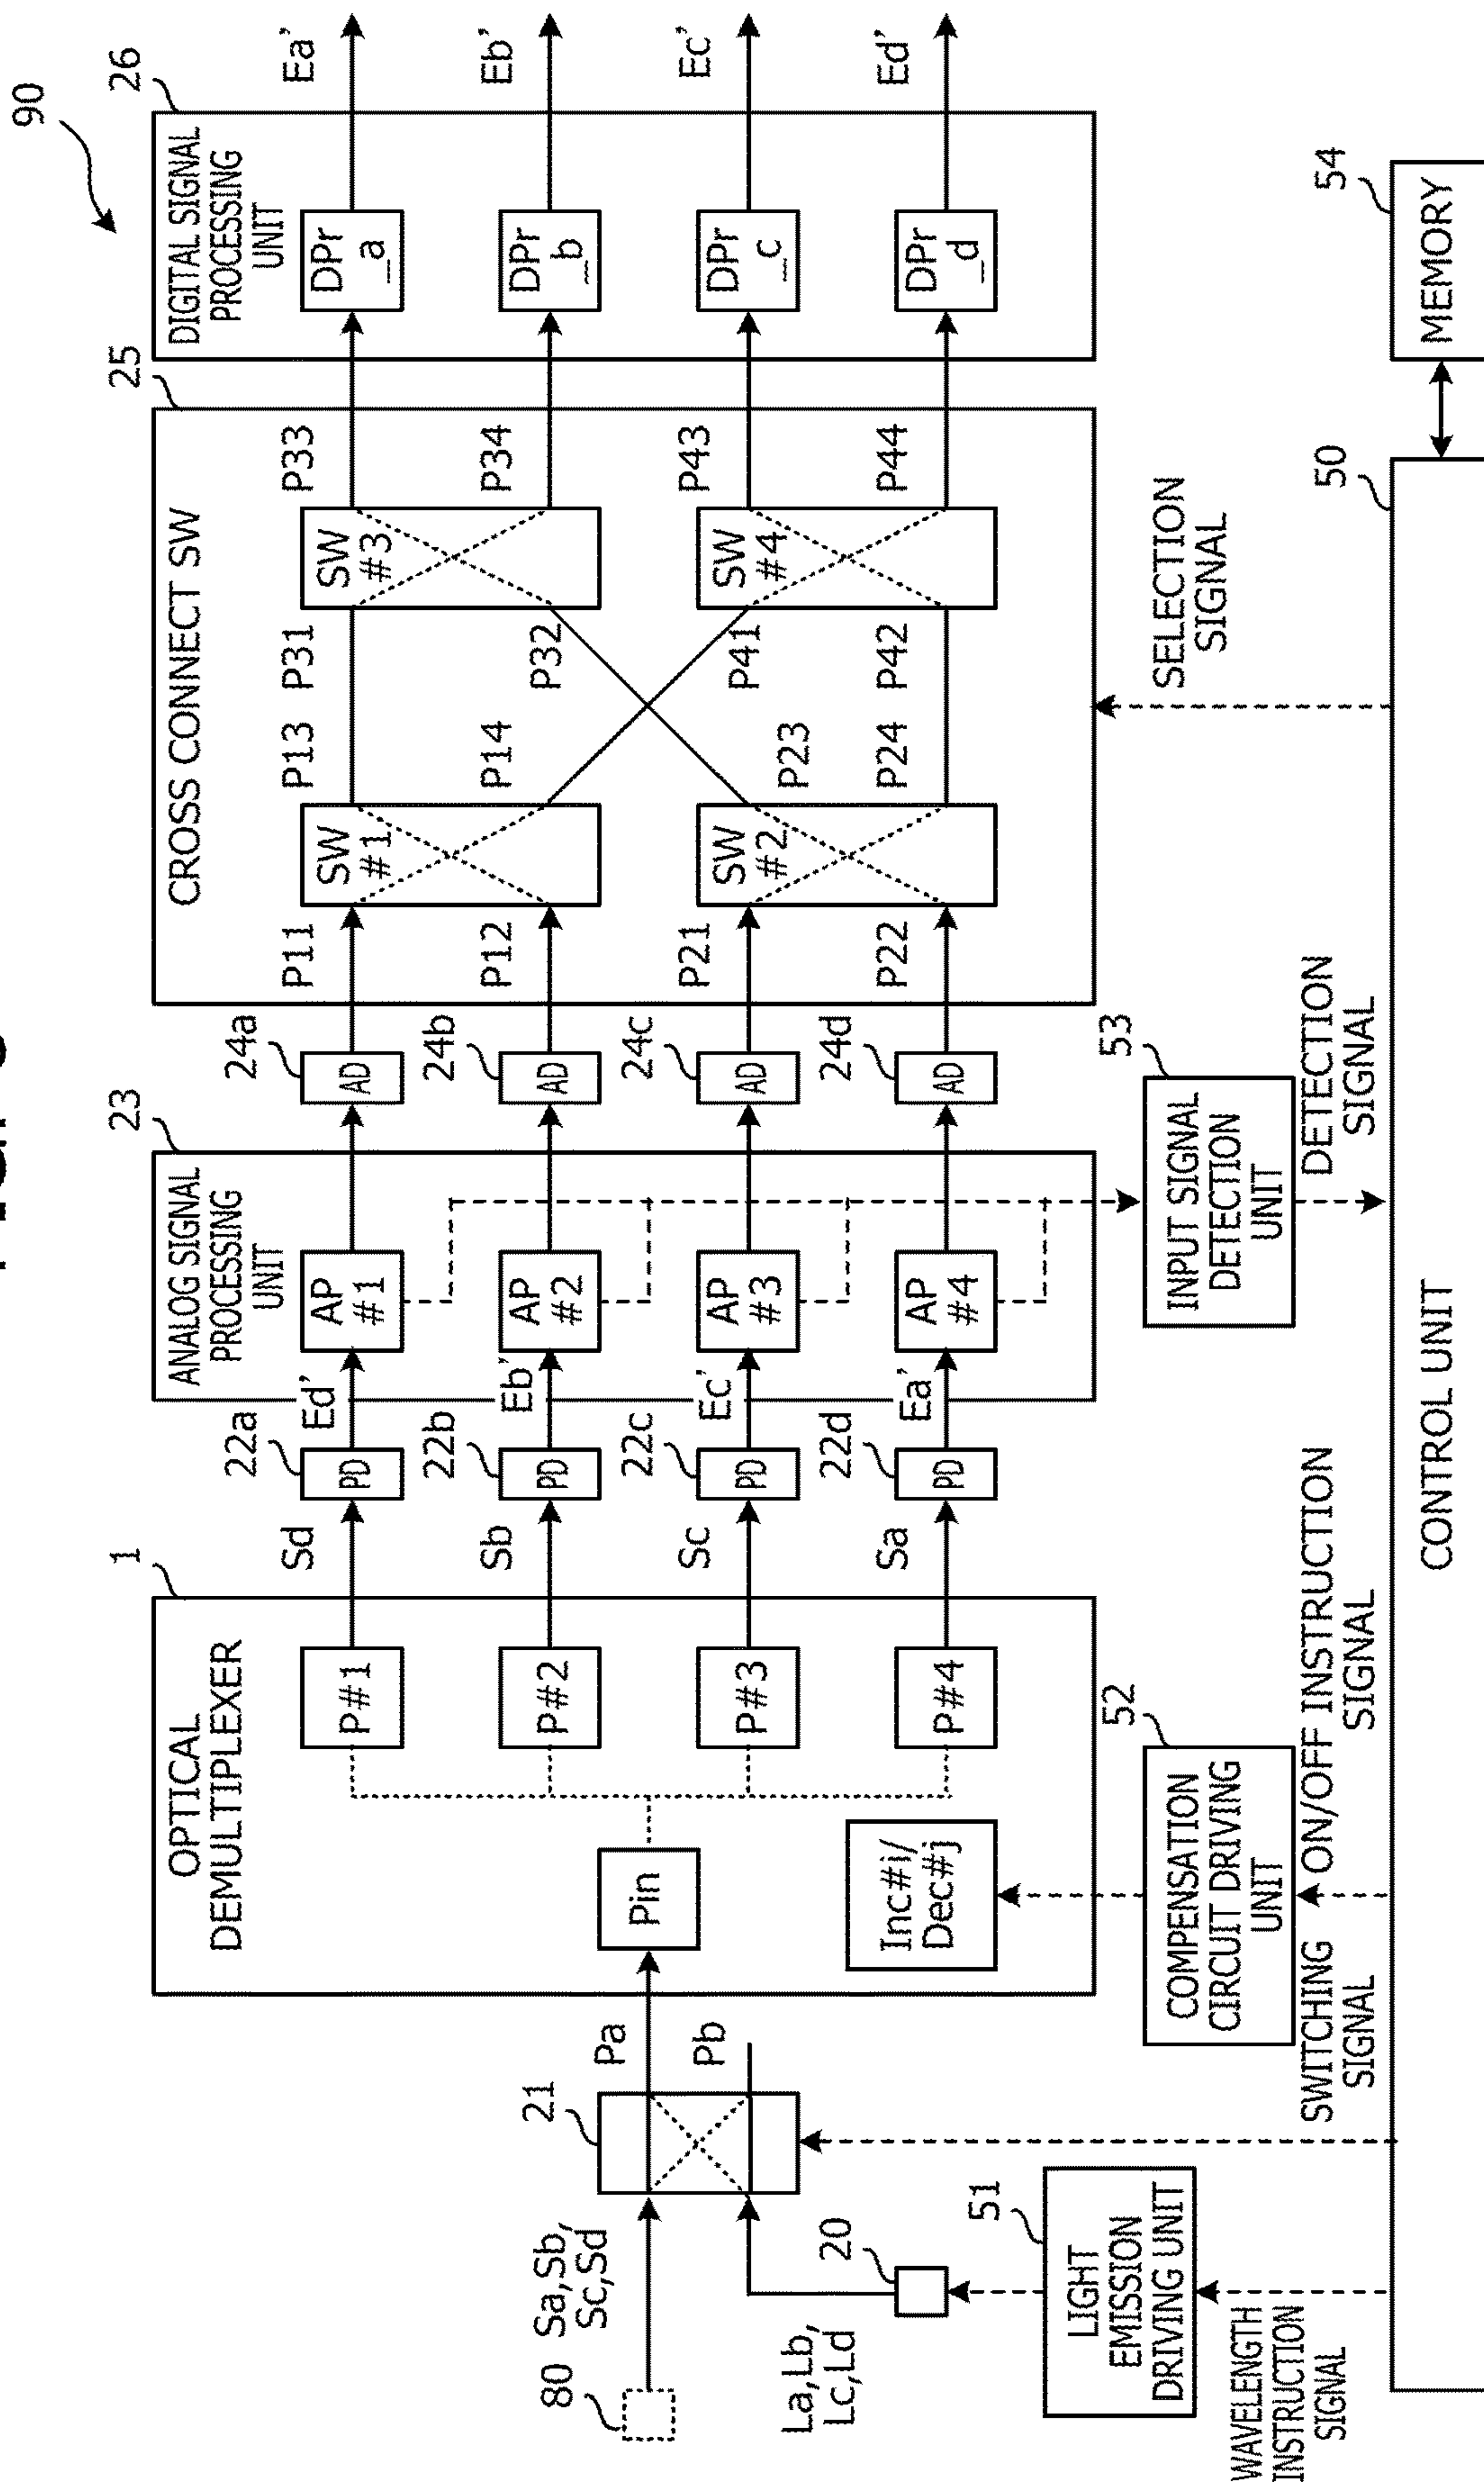 90
1
OPTICAL
DEMULTIPLEXER
23
ANALOG SIGNAL
PROCESSING
UNIT
25
CROSS CONNECT SW
26
DIGITAL SIGNAL
PROCESSING
UNIT
P#1
Sd
22a
PD
Ed'
AP
#1
24a
AD
P11
SW
#1
P13
P31
SW
#3
P33
DPr
_a
Ea'
P#2
Sb
22b
PD
Eb'
AP
#2
24b
AD
P12
P14
P32
P34
DPr
_b
Eb'
80
Sa,Sb,
Sc,Sd
21
Pa
Pin
Pb
P#3
Sc
22c
PD
Ec'
AP
#3
24c
AD
P21
SW
#2
P23
P41
SW
#4
P43
DPr
_c
Ec'
La,Lb,
Lc,Ld
20
Inc#i/
Dec#j
P#4
Sa
22d
PD
Ea'
AP
#4
24d
AD
P22
P24
P42
P44
DPr
_d
Ed'
51
LIGHT
EMISSION
DRIVING UNIT
52
COMPENSATION
CIRCUIT DRIVING
UNIT
53
INPUT SIGNAL
DETECTION
UNIT
SELECTION
SIGNAL
WAVELENGTH
INSTRUCTION
SIGNAL
SWITCHING
SIGNAL
ON/OFF INSTRUCTION
SIGNAL
DETECTION
SIGNAL
50
CONTROL UNIT
54
MEMORY